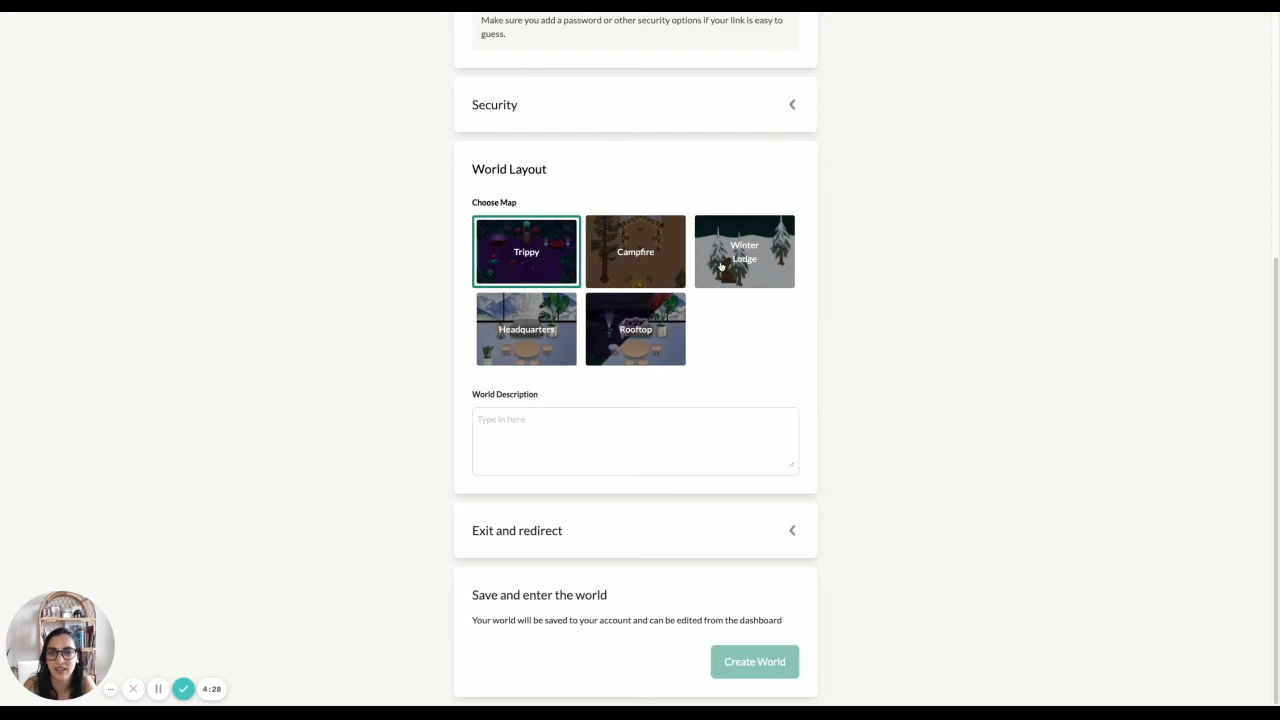 Make sure you add a password or other security options if your link is easy to
guess.
Security
World Layout
Choose Map
Trippy
Campfire
Winter
Lodge
Headquarters
Rooftop
World Description
Type in here
Exit and redirect
Save and enter the world
Your world will be saved to your account and can be edited from the dashboard
Create World
4:28